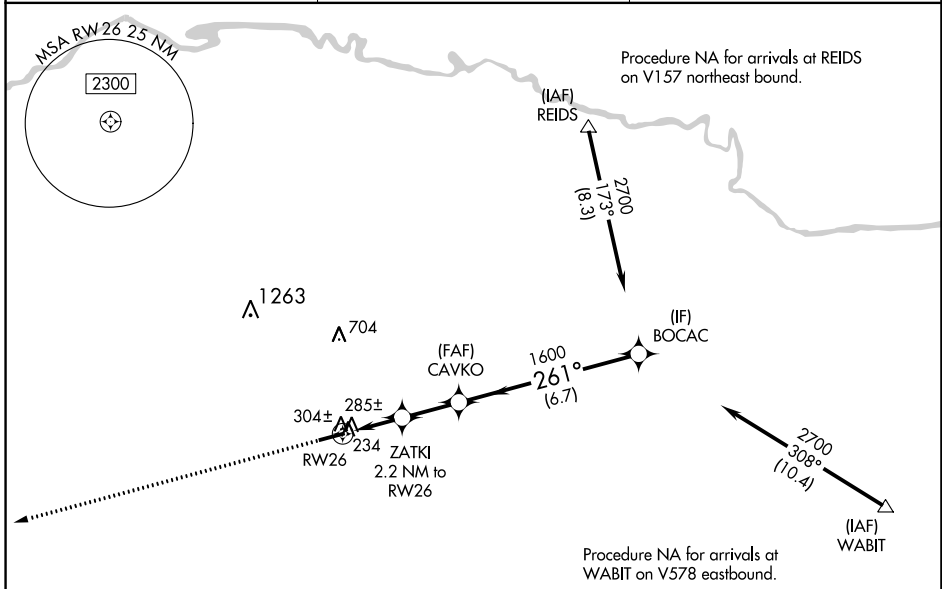 MSA RW26 25 NM
2300
Procedure NA for arrivals at REIDS
on V157 northeast bound.
(IAF)
REIDS
2700
173°
(8.3)
1263
704
(IF)
BOCAC
(FAF)
CAVKO
1600
261°
(6.7)
304±
285±
234
RW26
ZATKI
2.2 NM to
RW26
2700
308°
(10.4)
(IAF)
WABIT
Procedure NA for arrivals at
WABIT on V578 eastbound.